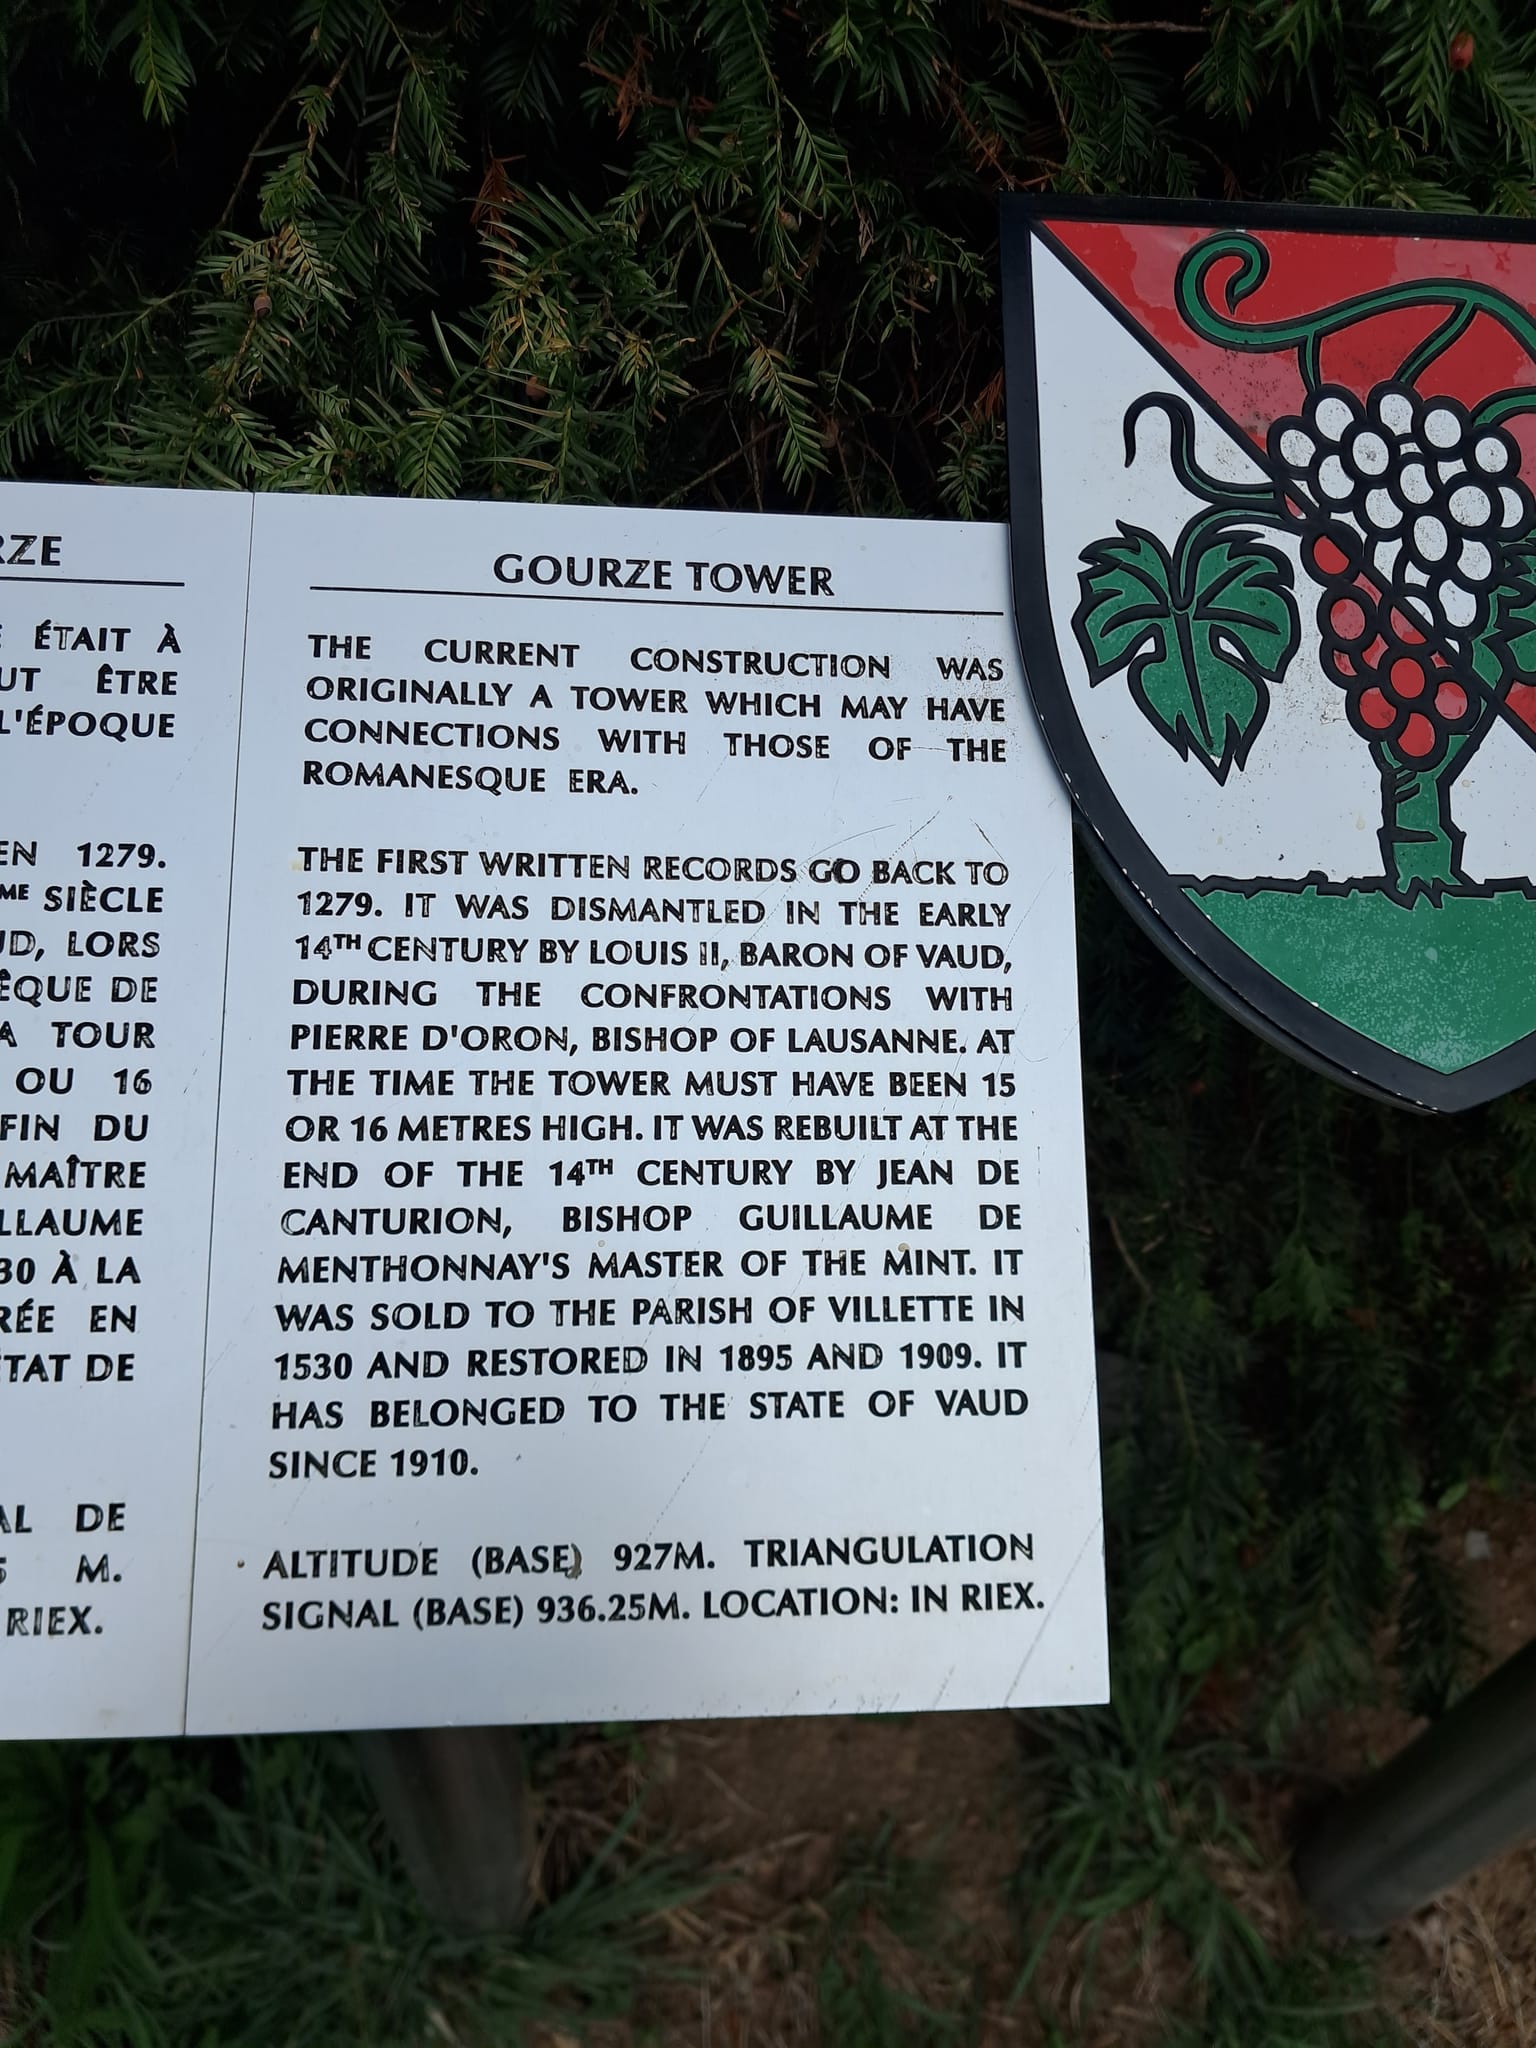 RZE
ÉTAIT À
UT ÊTRE
L'ÉPOQUE
EN 1279.
ME SIÈCLE
UD, LORS
ÊQUE DE
A TOUR
OU 16
FIN DU
MAÎTRE
LLAUME
30 À LA
RÉE EN
ÉTAT DE
AL DE
5 M.
RIEX.
GOURZE TOWER
THE CURRENT CONSTRUCTION WAS
ORIGINALLY A TOWER WHICH MAY HAVE
CONNECTIONS WITH THOSE OF THE
ROMANESQUE ERA.
THE FIRST WRITTEN RECORDS GO BACK TO
1279. IT WAS DISMANTLED IN THE EARLY
14TH CENTURY BY LOUIS II, BARON OF VAUD,
DURING THE CONFRONTATIONS WITH
PIERRE D'ORON, BISHOP OF LAUSANNE. AT
THE TIME THE TOWER MUST HAVE BEEN 15
OR 16 METRES HIGH. IT WAS REBUILT AT THE
END OF THE 14TH CENTURY BY JEAN DE
CANTURION, BISHOP GUILLAUME DE
MENTHONNAY'S MASTER OF THE MINT. IT
WAS SOLD TO THE PARISH OF VILLETTE IN
1530 AND RESTORED IN 1895 AND 1909. IT
HAS BELONGED TO THE STATE OF VAUD
SINCE 1910.
ALTITUDE (BASE) 927M. TRIANGULATION
SIGNAL (BASE) 936.25M. LOCATION: IN RIEX.